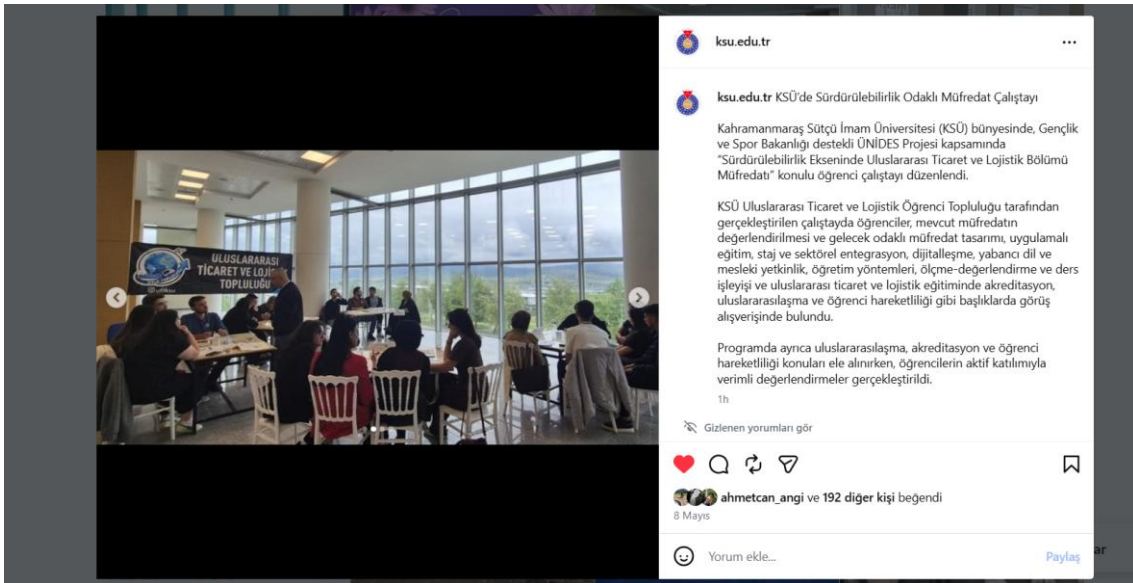 ULUSLARARASI
TİCARET VE LOJİ
TOPLULUĞU
ksu.edu.tr
ksu.edu.tr KSÜ'de Sürdürülebilirlik Odaklı Müfredat Çalıştayı
Kahramanmaraş Sütçü İmam Üniversitesi (KSÜ) bünyesinde, Gençlik
ve Spor Bakanlığı destekli ÜNİDES Projesi kapsamında
"Sürdürülebilirlik Ekseninde Uluslararası Ticaret ve Lojistik Bölümü
Müfredatı" konulu öğrenci çalıştayı düzenlendi.
KSÜ Uluslararası Ticaret ve Lojistik Öğrenci Topluluğu tarafından
gerçekleştirilen çalıştayda öğrenciler, mevcut müfredatın
değerlendirilmesi ve gelecek odaklı müfredat tasarımı, uygulamalı
eğitim, staj ve sektörel entegrasyon, dijitalleşme, yabancı dil ve
mesleki yetkinlik, öğretim yöntemleri, ölçme-değerlendirme ve ders
işleyişi ve uluslararası ticaret ve lojistik eğitiminde akreditasyon,
uluslararasılaşma ve öğrenci hareketliliği gibi başlıklarda görüş
alışverişinde bulundu.
Programda ayrıca uluslararasılaşma, akreditasyon ve öğrenci
hareketliliği konuları ele alınırken, öğrencilerin aktif katılımıyla
verimli değerlendirmeler gerçekleştirildi.
1h
Gizlenen yorumları gör
ahmetcan_angi ve 192 diğer kişi beğendi
8 Mayıs
Yorum ekle...
Paylaş
ar